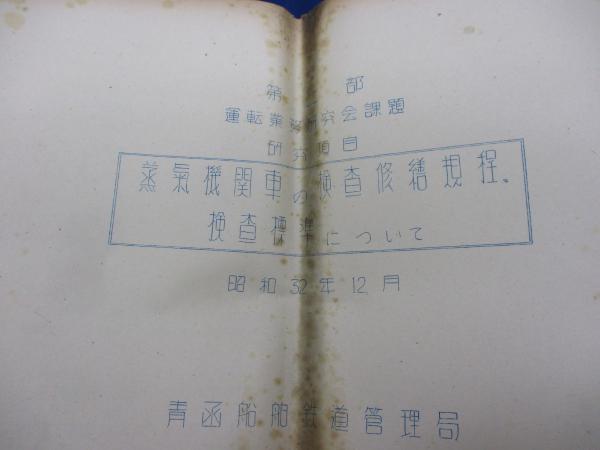 第 部
運転業務研究会課題
研究項目
蒸気機関車の検査修繕規程、
検査標準について
昭和32年12月
青函船舶鉄道管理局